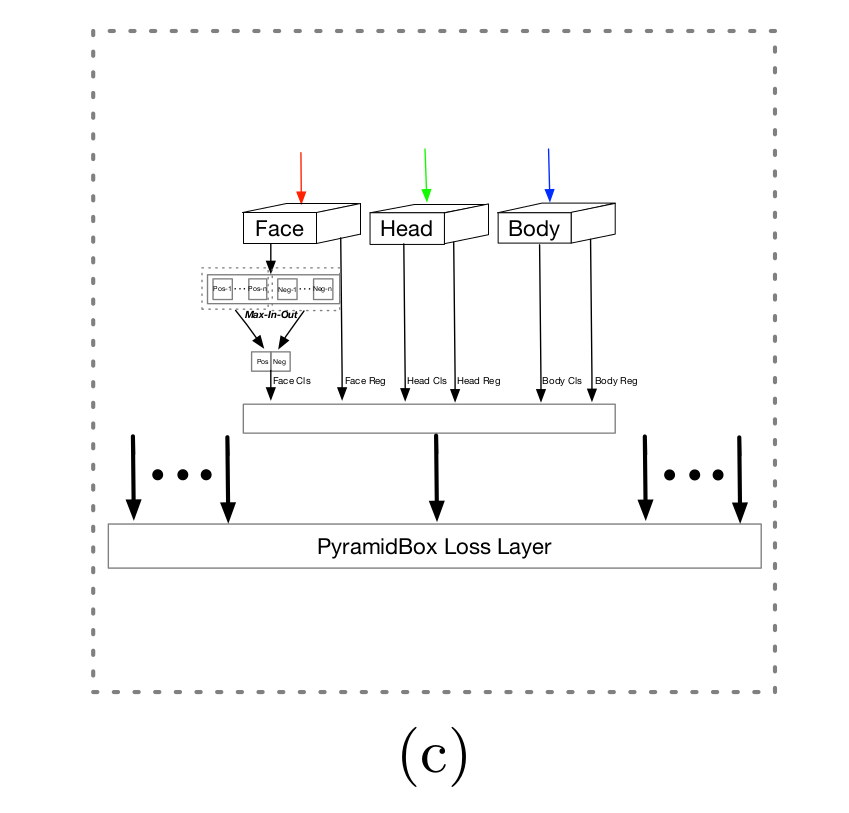 Face Head Body
Pos-1 ··· Pos-n Neg-1 ··· Neg-n
Max-In-Out
Pos Neg
Face Cls Face Reg Head Cls Head Reg Body Cls Body Reg
PyramidBox Loss Layer
(c)